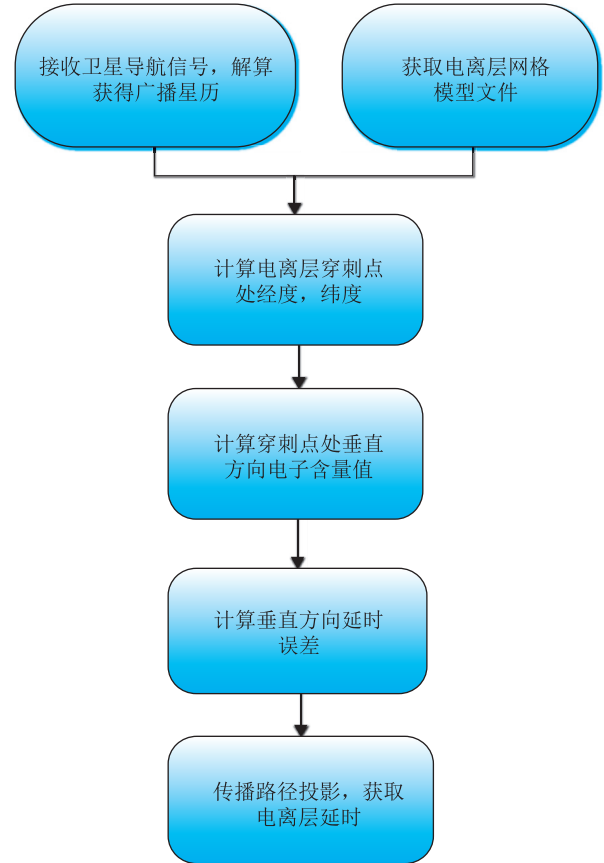 接收卫星导航信号，解算
获得广播星历
获取电离层网格
模型文件
计算电离层穿刺点
处经度，纬度
计算穿刺点处垂直
方向电子含量值
计算垂直方向延时
误差
传播路径投影，获取
电离层延时